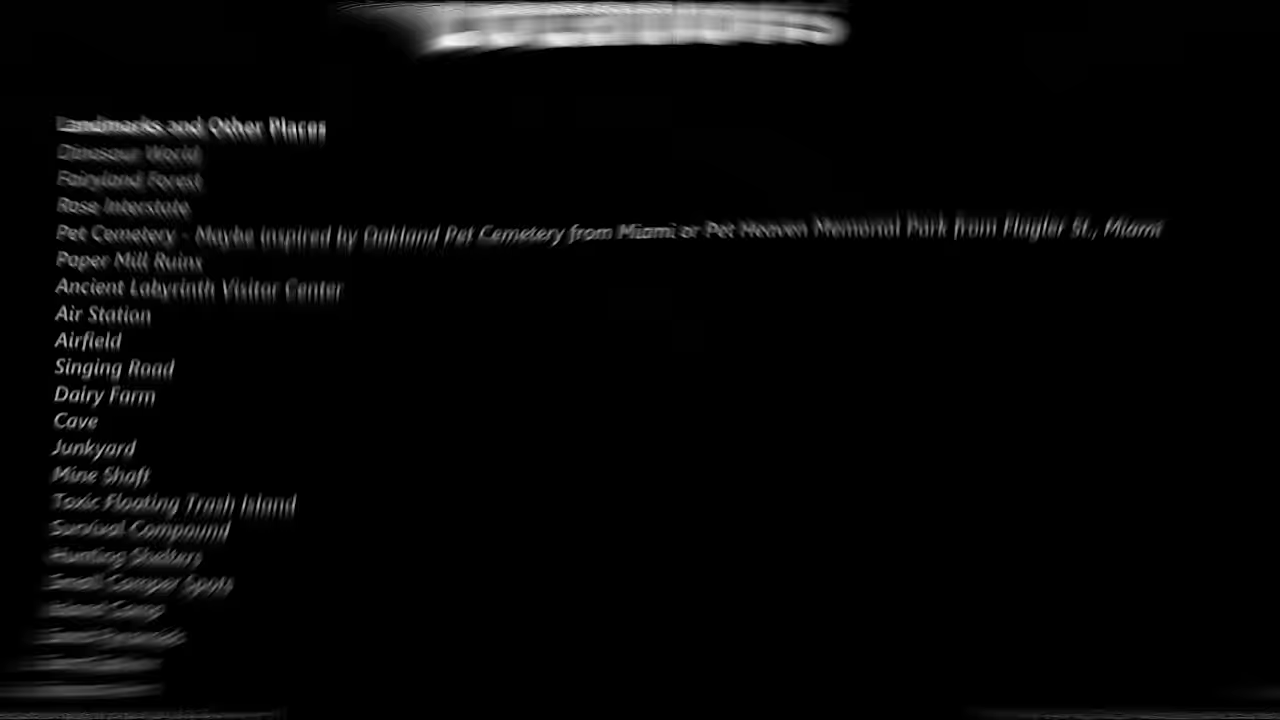 Landmarks and Other Places
Dinosaur World
Fairyland Forest
Rose Interstate
Pet Cemetery - Maybe inspired by Oakland Pet Cemetery from Miami or Pet Heaven Memorial Park from Flagler St., Miami
Paper Mill Ruins
Ancient Labyrinth Visitor Center
Air Station
Airfield
Singing Road
Dairy Farm
Cave
Junkyard
Mine Shaft
Toxic Floating Trash Island
Survival Compound
Hunting Shelters
Small Camper Spots
Island Camp